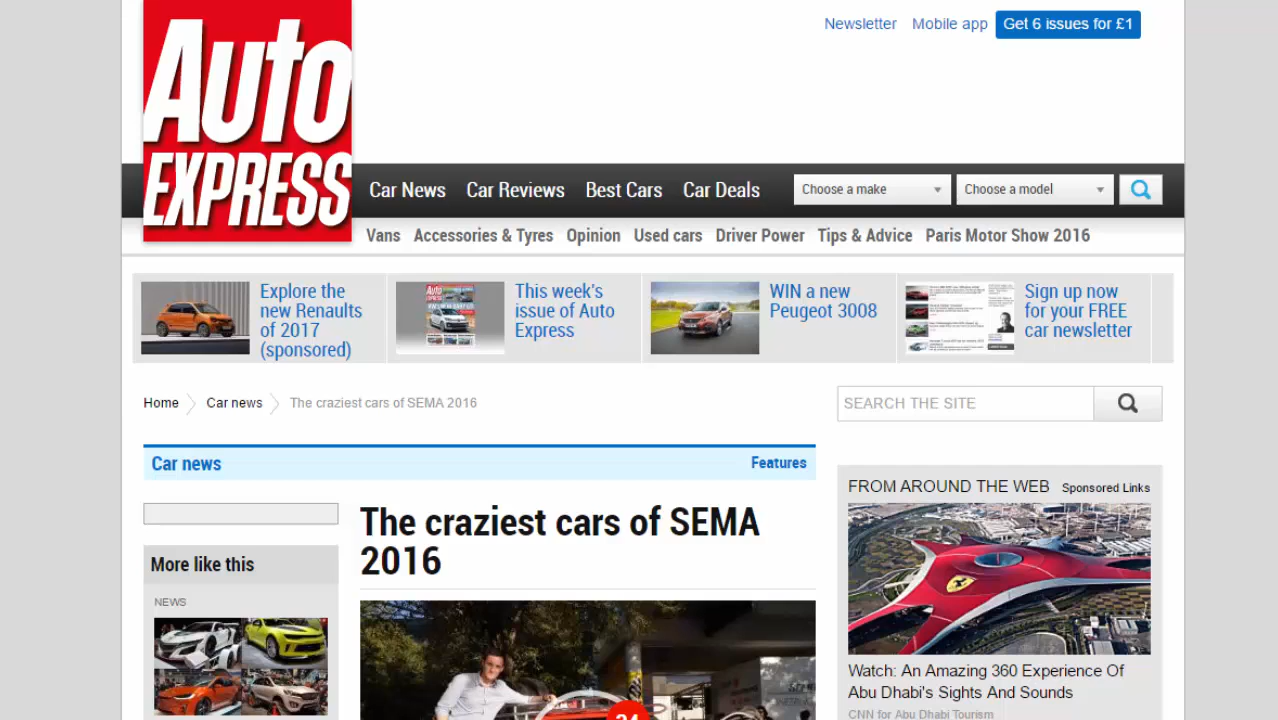 Newsletter Mobile app Get 6 issues for £1
Auto
EXPRESS
Car News Car Reviews Best Cars Car Deals Choose a make Choose a model
Vans Accessories & Tyres Opinion Used cars Driver Power Tips & Advice Paris Motor Show 2016
Explore the
new Renaults
of 2017
(sponsored)
This week's
issue of Auto
Express
WIN a new
Peugeot 3008
Sign up now
for your FREE
car newsletter
Home Car news The craziest cars of SEMA 2016
SEARCH THE SITE
Car news Features
The craziest cars of SEMA
2016
More like this
NEWS
FROM AROUND THE WEB Sponsored Links
Watch: An Amazing 360 Experience Of
Abu Dhabi's Sights And Sounds
CNN for Abu Dhabi Tourism
24